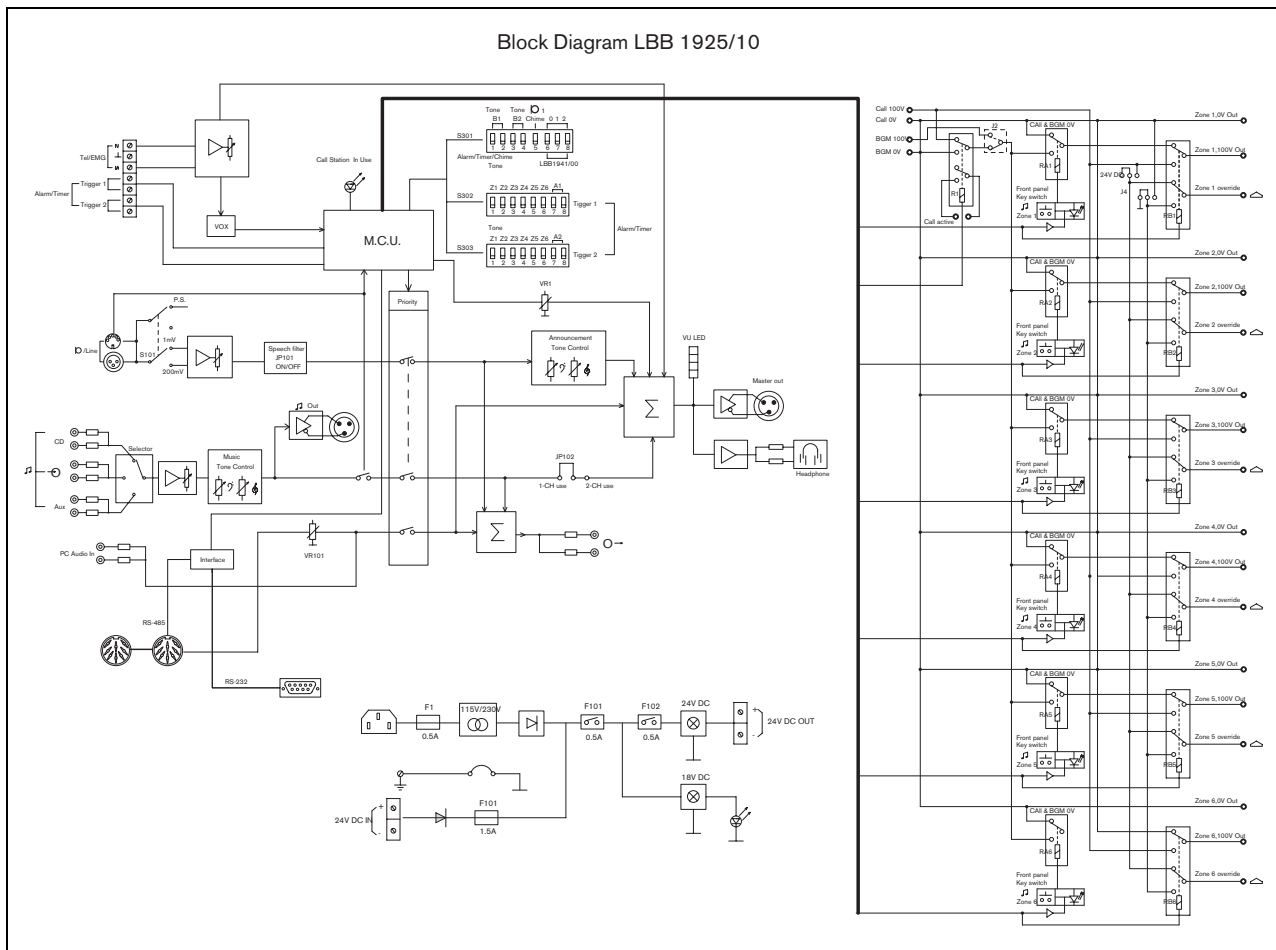 Block Diagram LBB 1925/10
Tone Tone 1
B1 B2 Chime 0 1 2
S301
1 2 3 4 5 6 7 8
Alarm/Timer/Chime
Tone
LBB1941/00
Z1 Z2 Z3 Z4 Z5 Z6 A1
S302
1 2 3 4 5 6 7 8
Tigger 1
Tone
Alarm/Timer
Z1 Z2 Z3 Z4 Z5 Z6 A2
S303
1 2 3 4 5 6 7 8
Tigger 2
Tel/EMG
Alarm/Timer
Trigger 1
Trigger 2
VOX
Call Station In Use
M.C.U.
VR1
Priority
P.S.
/Line
S101
1mV
200mV
Speech filter
JP101
ON/OFF
Announcement
Tone Control
VU LED
Σ
Master out
Headphone
Out
CD
Aux
Selector
Music
Tone Control
JP102
1-CH use
2-CH use
VR101
Σ
PC Audio In
Interface
RS-485
RS-232
F1
0.5A
115V/230V
F101
0.5A
F102
0.5A
24V DC
+
-
24V DC OUT
18V DC
24V DC IN
+
-
F101
1.5A
Call 100V
Call 0V
BGM 100V
BGM 0V
J2
R1
Call active
24V DC
J4
CAll & BGM 0V
RA1
Front panel
Key switch
Zone 1
RB1
Zone 1,0V Out
Zone 1,100V Out
Zone 1 override
CAll & BGM 0V
RA2
Front panel
Key switch
Zone 2
RB2
Zone 2,0V Out
Zone 2,100V Out
Zone 2 override
CAll & BGM 0V
RA3
Front panel
Key switch
Zone 3
RB3
Zone 3,0V Out
Zone 3,100V Out
Zone 3 override
CAll & BGM 0V
RA4
Front panel
Key switch
Zone 4
RB4
Zone 4,0V Out
Zone 4,100V Out
Zone 4 override
CAll & BGM 0V
RA5
Front panel
Key switch
Zone 5
RB5
Zone 5,0V Out
Zone 5,100V Out
Zone 5 override
CAll & BGM 0V
RA6
Front panel
Key switch
Zone 6
RB6
Zone 6,0V Out
Zone 6,100V Out
Zone 6 override